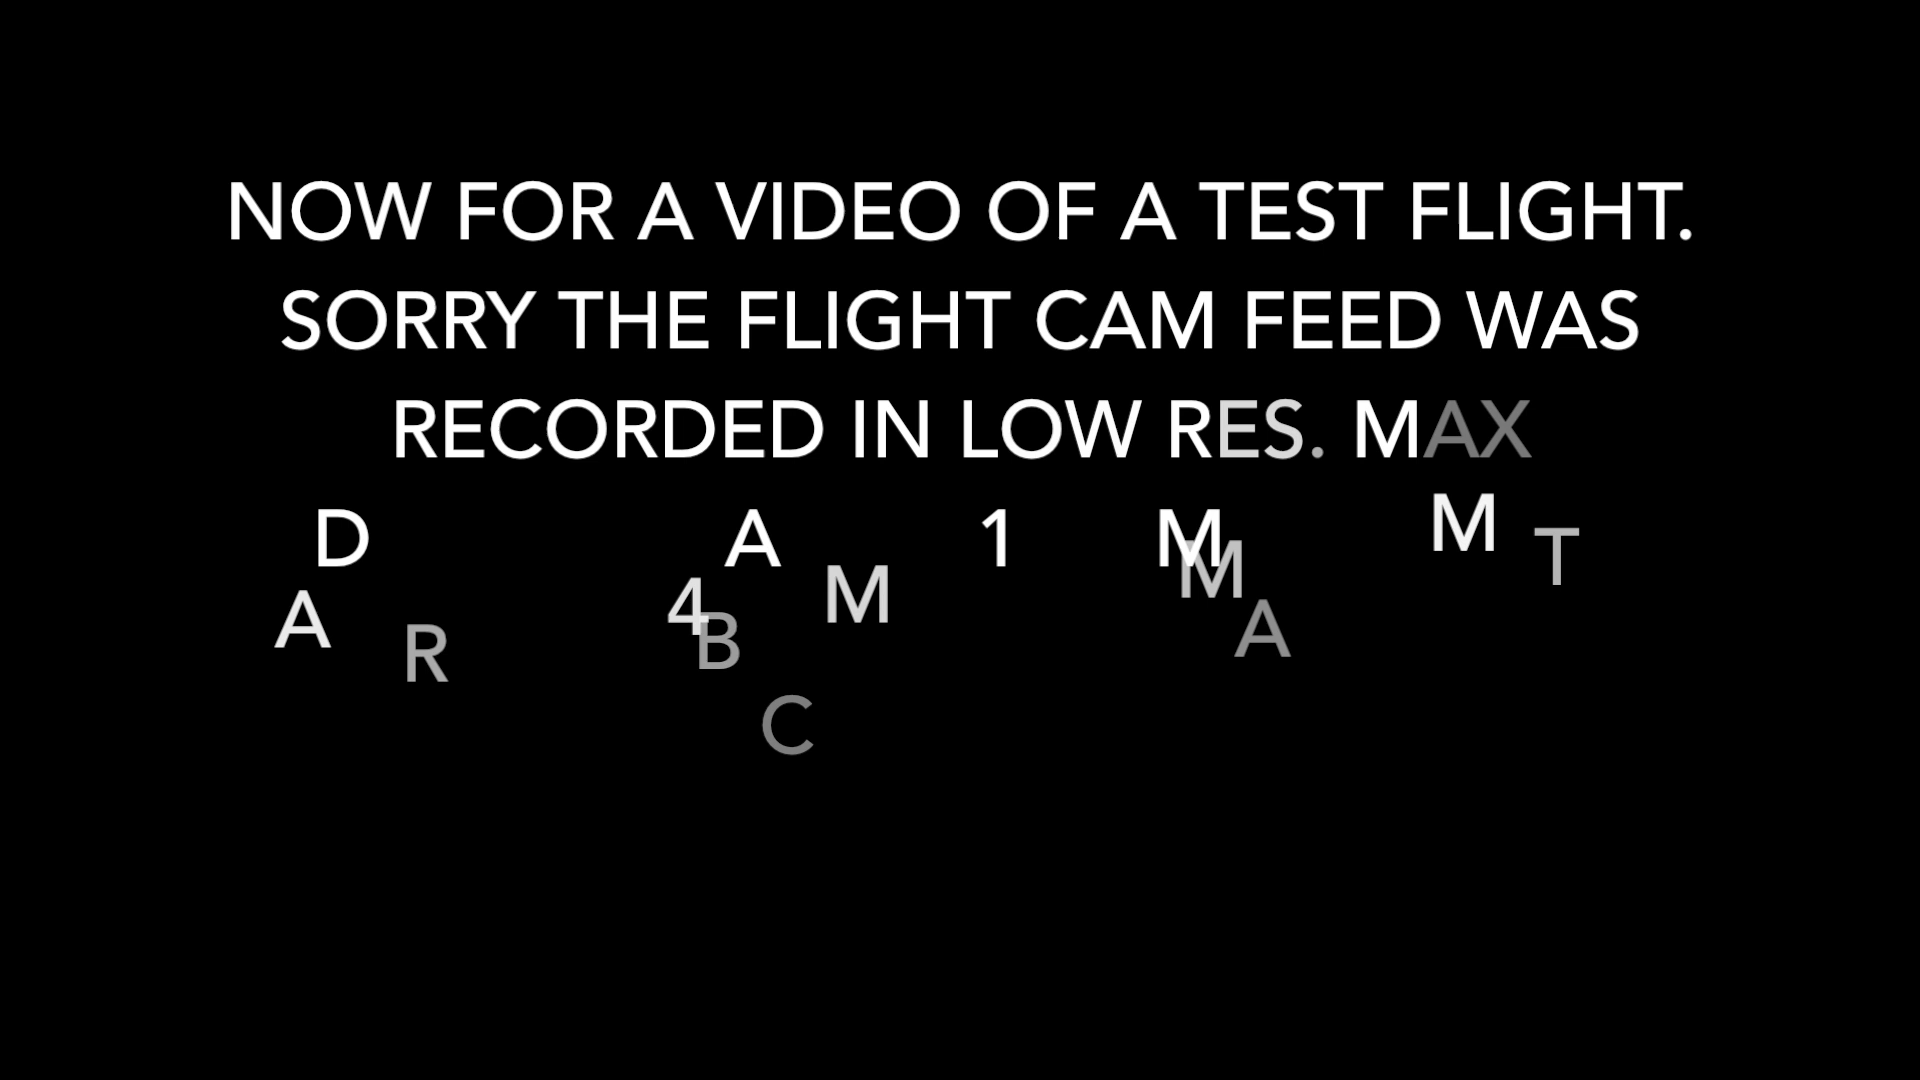 NOW FOR A VIDEO OF A TEST FLIGHT.
SORRY THE FLIGHT CAM FEED WAS
RECORDED IN LOW RES. MAX
D A 1 M M T
A R 4 B M M A
C